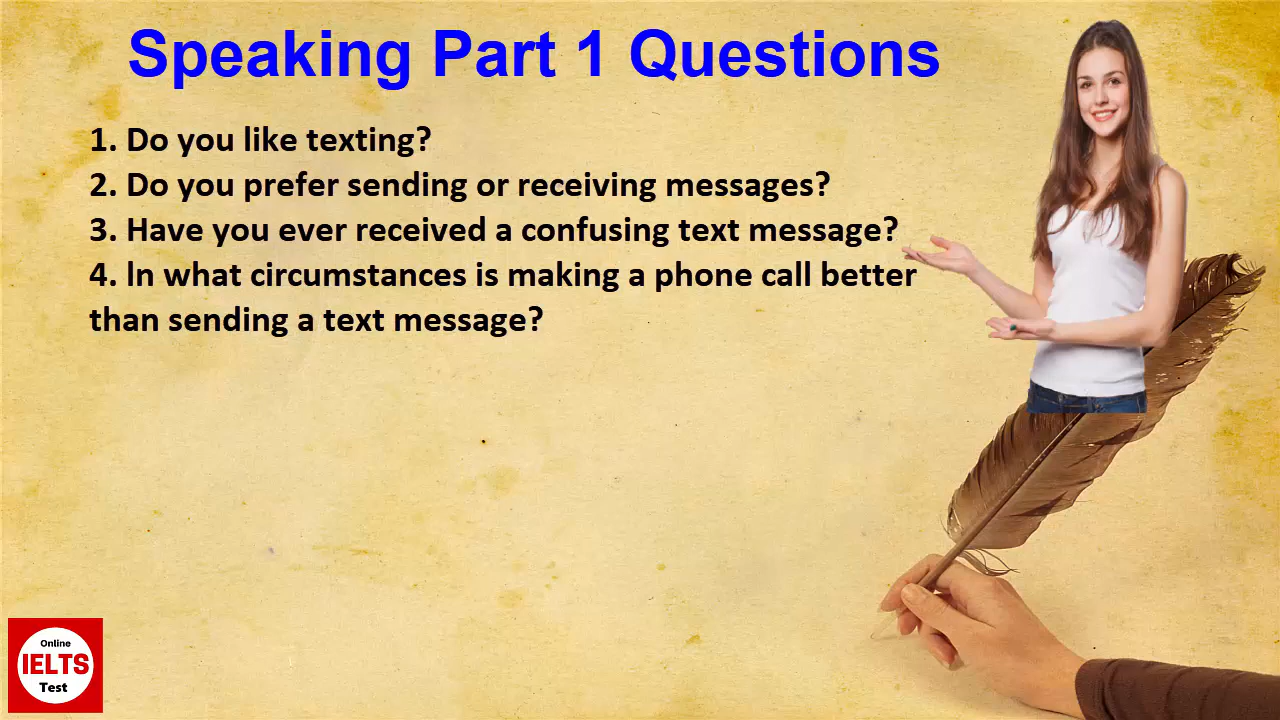 Speaking Part 1 Questions
1. Do you like texting?
2. Do you prefer sending or receiving messages?
3. Have you ever received a confusing text message?
4. ln what circumstances is making a phone call better
than sending a text message?
Online
IELTS
Test